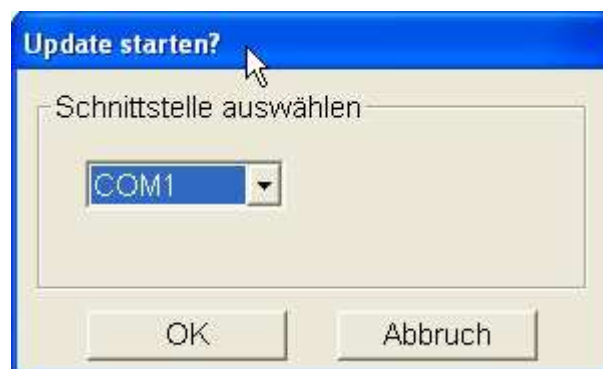 Update starten?
Schnittstelle auswählen
COM1
OK
Abbruch